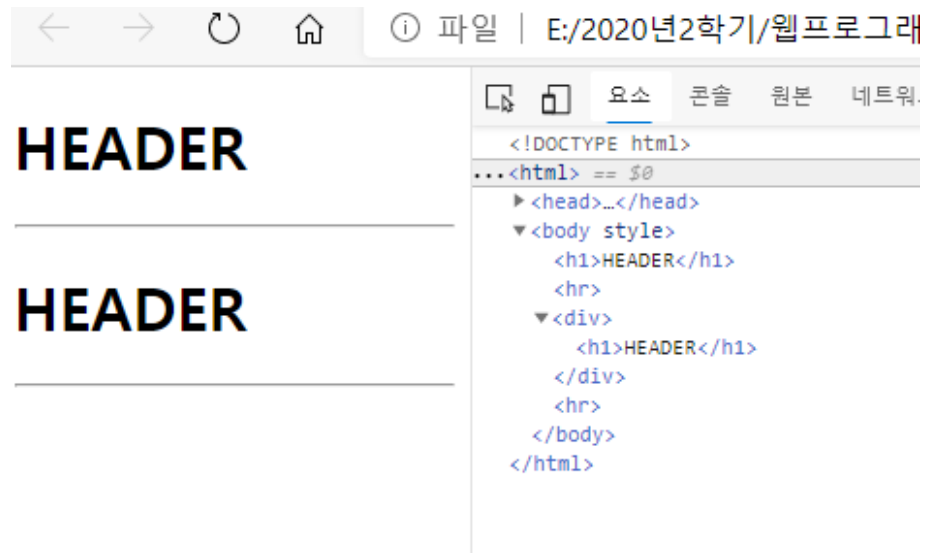 파일 | E:/2020년2학기/웹프로그래
HEADER
HEADER
요소 콘솔 원본 네트워
<!DOCTYPE html>
...<html> == $0
▶<head>…</head>
▼<body style>
<h1>HEADER</h1>
<hr>
▼<div>
<h1>HEADER</h1>
</div>
<hr>
</body>
</html>